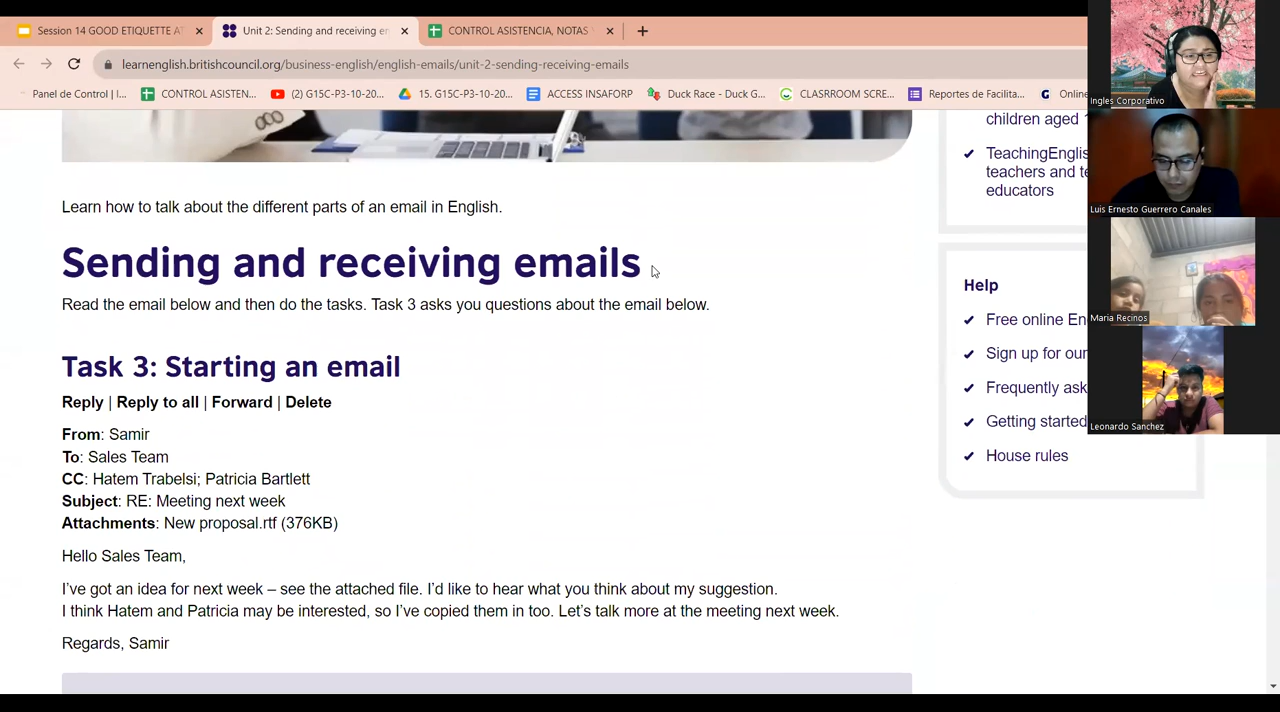 Session 14 GOOD ETIQUETTE AT
Unit 2: Sending and receiving er
CONTROL ASISTENCIA, NOTAS Y
learnenglish.britishcouncil.org/business-english/english-emails/unit-2-sending-receiving-emails
Panel de Control | I...
CONTROL ASISTEN...
(2) G15C-P3-10-20...
15. G15C-P3-10-20...
ACCESS INSAFORP
Duck Race - Duck G...
CLASSROOM SCRE...
Reportes de Facilita...
Online
children aged 1
TeachingEnglis
teachers and te
educators
Learn how to talk about the different parts of an email in English.
Sending and receiving emails
Read the email below and then do the tasks. Task 3 asks you questions about the email below.
Task 3: Starting an email
Reply | Reply to all | Forward | Delete
From: Samir
To: Sales Team
CC: Hatem Trabelsi; Patricia Bartlett
Subject: RE: Meeting next week
Attachments: New proposal.rtf (376KB)
Hello Sales Team,
I've got an idea for next week – see the attached file. I'd like to hear what you think about my suggestion.
I think Hatem and Patricia may be interested, so I've copied them in too. Let's talk more at the meeting next week.
Regards, Samir
Help
Free online En
Sign up for our
Frequently ask
Getting started
House rules
Ingles Corporativo
Luis Ernesto Guerrero Canales
Maria Recinos
Leonardo Sanchez